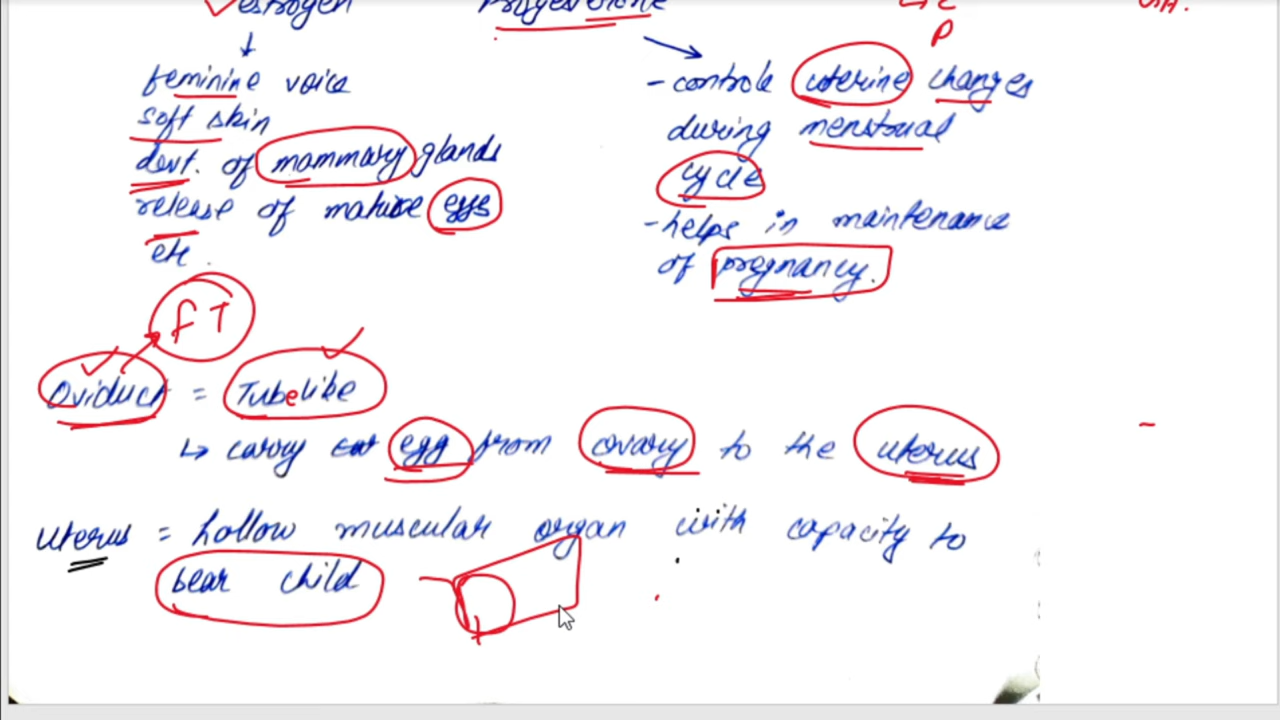 estrogen
Progesterone
P
feminine voice
soft skin
devt. of mammary glands
release of mature eggs
etc.
- controls uterine changes
during menstrual
cycle
- helps in maintenance
of pregnancy.
FT
Oviduct = Tubelike
↳ carry egg from ovary to the uterus
uterus = hollow muscular organ with capacity to
bear child